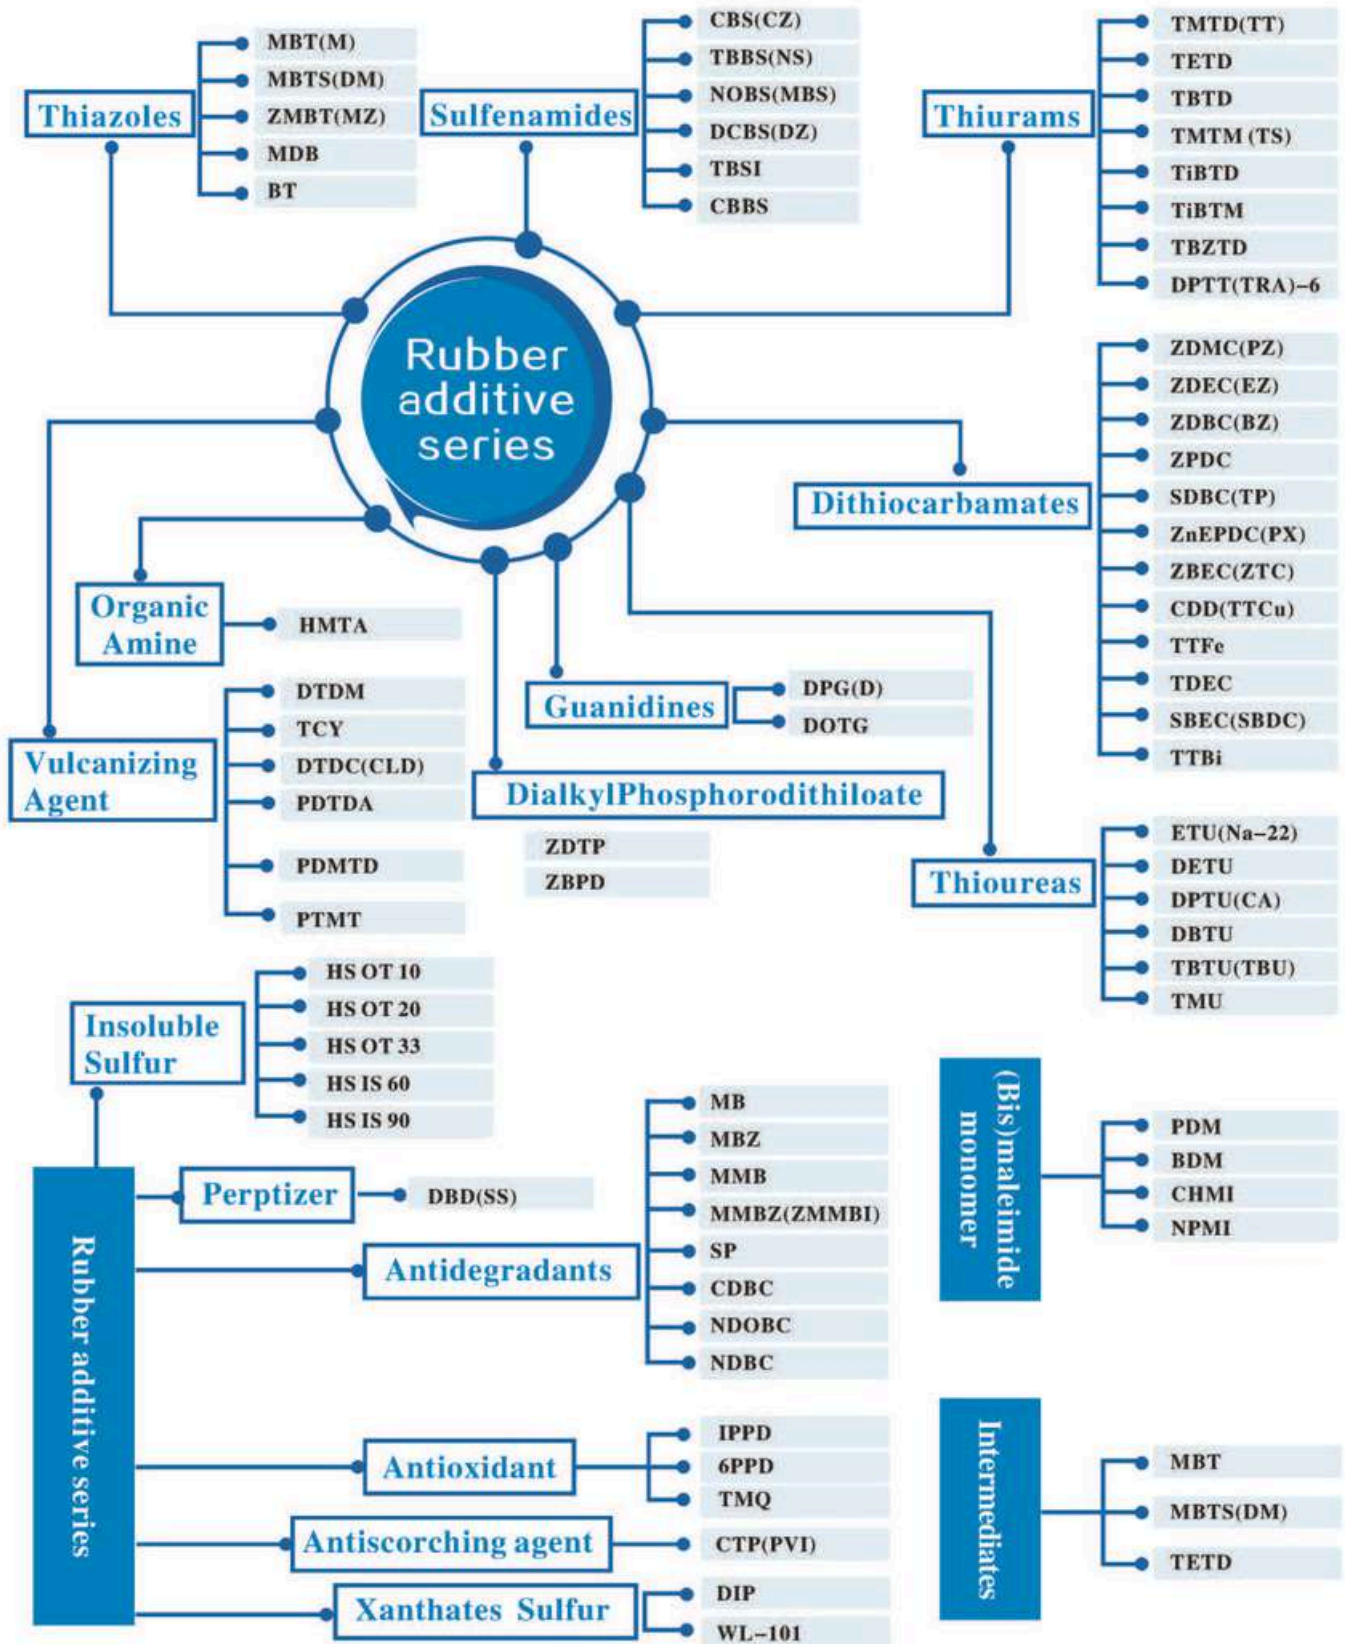 Thiazoles
MBT(M)
MBTS(DM)
ZMBT(MZ)
MDB
BT
Sulfenamides
CBS(CZ)
TBBS(NS)
NOBS(MBS)
DCBS(DZ)
TBSI
CBBS
Thiurams
TMTD(TT)
TETD
TBTD
TMTM (TS)
TiBTD
TiBTM
TBZTD
DPTT(TRA)–6
Rubber
additive
series
Dithiocarbamates
ZDMC(PZ)
ZDEC(EZ)
ZDBC(BZ)
ZPDC
SDBC(TP)
ZnEPDC(PX)
ZBEC(ZTC)
CDD(TTCu)
TTFe
TDEC
SBEC(SBDC)
TTBi
Organic
Amine
HMTA
Guanidines
DPG(D)
DOTG
Vulcanizing
Agent
DTDM
TCY
DTDC(CLD)
PDTDA
PDMTD
PTMT
DialkylPhosphorodithiloate
ZDTP
ZBPD
Thioureas
ETU(Na–22)
DETU
DPTU(CA)
DBTU
TBTU(TBU)
TMU
Insoluble
Sulfur
HS OT 10
HS OT 20
HS OT 33
HS IS 60
HS IS 90
Rubber additive series
Perptizer
DBD(SS)
Antidegradants
MB
MBZ
MMB
MMBZ(ZMMBI)
SP
CDBC
NDOBC
NDBC
Antioxidant
IPPD
6PPD
TMQ
Antiscorching agent
CTP(PVI)
Xanthates Sulfur
DIP
WL–101
(Bis)maleimide
monomer
PDM
BDM
CHMI
NPMI
Intermediates
MBT
MBTS(DM)
TETD